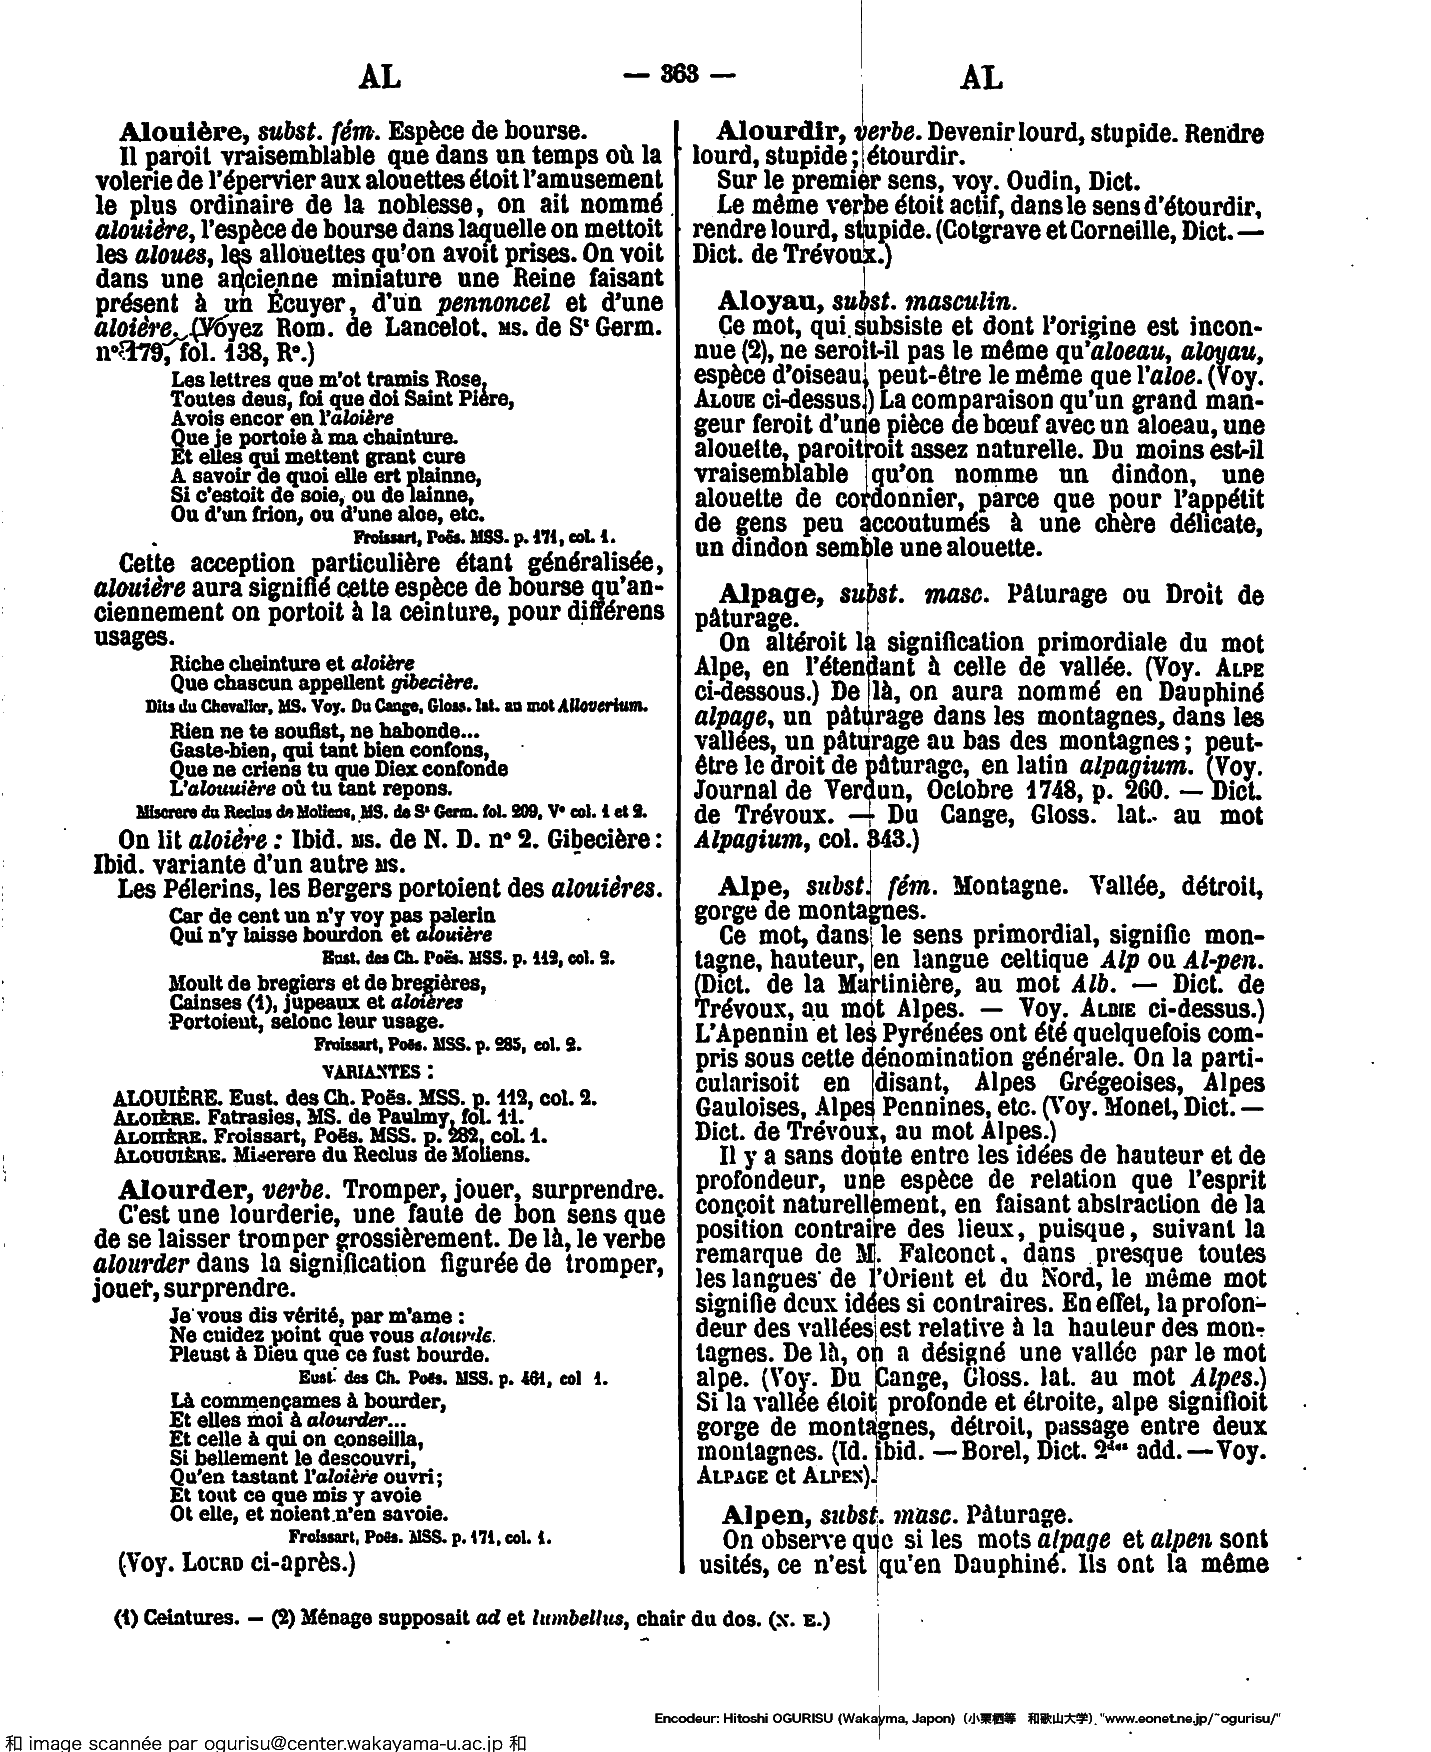 AL — 363 — AL
Alouière, subst. fém. Espèce de bourse.
Il paroit vraisemblable que dans un temps où la
volerie de l'épervier aux alouettes étoit l'amusement
le plus ordinaire de la noblesse, on ait nommé
alouière, l'espèce de bourse dans laquelle on mettoit
les aloues, les allouettes qu'on avoit prises. On voit
dans une ancienne miniature une Reine faisant
présent à un Écuyer, d'un pennoncel et d'une
aloière. (Voyez Rom. de Lancelot. MS. de St Germ.
n° 179, fol. 138, R°.)
Les lettres que m'ot tramis Rose,
Toutes deus, foi que doi Saint Pière,
Avois encor en l'aloière
Que je portoie à ma chainture.
Et elles qui mettent grant cure
A savoir de quoi elle ert plainne,
Si c'estoit de soie, ou de lainne,
Ou d'un frion, ou d'une aloe, etc.
Froissart, Poës. MSS. p. 171, col. 1.
Cette acception particulière étant généralisée,
alouière aura signifié cette espèce de bourse qu'an-
ciennement on portoit à la ceinture, pour différens
usages.
Riche cheinture et aloière
Que chascun appellent gibecière.
Dits du Chevalier, MS. Voy. Du Cange, Gloss. lat. au mot Alloverium.
Rien ne te soufist, ne habonde...
Gaste-bien, qui tant bien confons,
Que ne criens tu que Diex confonde
L'alouuière où tu tant repons.
Miserere du Reclus de Moliens, MS. de St Germ. fol. 209, V° col. 1 et 2.
On lit aloière : Ibid. MS. de N. D. n° 2. Gibecière :
Ibid. variante d'un autre MS.
Les Pélerins, les Bergers portoient des alouières.
Car de cent un n'y voy pas palerin
Qui n'y laisse bourdon et alouière
Eust. des Ch. Poës. MSS. p. 112, col. 2.
Moult de bregiers et de bregières,
Cainses (1), jupeaux et aloières
Portoient, selonc leur usage.
Froissart, Poës. MSS. p. 285, col. 2.
VARIANTES :
ALOUIÈRE. Eust. des Ch. Poës. MSS. p. 112, col. 2.
ALOIÈRE. Fatrasies, MS. de Paulmy, fol. 11.
ALOIIÈRE. Froissart, Poës. MSS. p. 282, col. 1.
ALOUUIÈRE. Miserere du Reclus de Moliens.
Alourder, verbe. Tromper, jouer, surprendre.
C'est une lourderie, une faute de bon sens que
de se laisser tromper grossièrement. De là, le verbe
alourder dans la signification figurée de tromper,
jouer, surprendre.
Je vous dis vérité, par m'ame :
Ne cuidez point que vous alourde.
Pleust à Dieu que ce fust bourde.
Eust. des Ch. Poës. MSS. p. 461, col 1.
Là commençames à bourder,
Et elles moi à alourder...
Et celle à qui on conseilla,
Si bellement le descouvri,
Qu'en tastant l'aloière ouvri;
Et tout ce que mis y avoie
Ot elle, et noient n'en savoie.
Froissart, Poës. MSS. p. 171, col. 1.
(Voy. LOURD ci-après.)
Alourdir, verbe. Devenir lourd, stupide. Rendre
lourd, stupide; étourdir.
Sur le premier sens, voy. Oudin, Dict.
Le même verbe étoit actif, dans le sens d'étourdir,
rendre lourd, stupide. (Cotgrave et Corneille, Dict. —
Dict. de Trévoux.)
Aloyau, subst. masculin.
Ce mot, qui subsiste et dont l'origine est incon-
nue (2), ne seroit-il pas le même qu'aloeau, aloyau,
espèce d'oiseau, peut-être le même que l'aloe. (Voy.
ALOUE ci-dessus.) La comparaison qu'un grand man-
geur feroit d'une pièce de bœuf avec un aloeau, une
alouette, paroitroit assez naturelle. Du moins est-il
vraisemblable qu'on nomme un dindon, une
alouette de cordonnier, parce que pour l'appétit
de gens peu accoutumés à une chère délicate,
un dindon semble une alouette.
Alpage, subst. masc. Pâturage ou Droit de
pâturage.
On altéroit la signification primordiale du mot
Alpe, en l'étendant à celle de vallée. (Voy. ALPE
ci-dessous.) De là, on aura nommé en Dauphiné
alpage, un pâturage dans les montagnes, dans les
vallées, un pâturage au bas des montagnes; peut-
être le droit de pâturage, en latin alpagium. (Voy.
Journal de Verdun, Octobre 1748, p. 260. — Dict.
de Trévoux. — Du Cange, Gloss. lat. au mot
Alpagium, col. 343.)
Alpe, subst. fém. Montagne. Vallée, détroit,
gorge de montagnes.
Ce mot, dans le sens primordial, signifie mon-
tagne, hauteur, en langue celtique Alp ou Al-pen.
(Dict. de la Martinière, au mot Alb. — Dict. de
Trévoux, au mot Alpes. — Voy. ALBIE ci-dessus.)
L'Apennin et les Pyrénées ont été quelquefois com-
pris sous cette dénomination générale. On la parti-
cularisoit en disant, Alpes Grégeoises, Alpes
Gauloises, Alpes Pennines, etc. (Voy. Monet, Dict. —
Dict. de Trévoux, au mot Alpes.)
Il y a sans doute entre les idées de hauteur et de
profondeur, une espèce de relation que l'esprit
conçoit naturellement, en faisant abstraction de la
position contraire des lieux, puisque, suivant la
remarque de M. Falconet, dans presque toutes
les langues de l'Orient et du Nord, le même mot
signifie deux idées si contraires. En effet, la profon-
deur des vallées est relative à la hauteur des mon-
tagnes. De là, on a désigné une vallée par le mot
alpe. (Voy. Du Cange, Gloss. lat. au mot Alpes.)
Si la vallée étoit profonde et étroite, alpe signifioit
gorge de montagnes, détroit, passage entre deux
montagnes. (Id. ibid. — Borel, Dict. 2des add. — Voy.
ALPAGE et ALPEN).
Alpen, subst. masc. Pâturage.
On observe que si les mots alpage et alpen sont
usités, ce n'est qu'en Dauphiné. Ils ont la même
(1) Ceintures. — (2) Ménage supposait ad et lumbellus, chair du dos. (N. E.)
Encodeur: Hitoshi OGURISU (Wakayma, Japon) (小栗栖等 和歌山大学). "www.eonet.ne.jp/~ogurisu/"
和 image scannée par ogurisu@center.wakayama-u.ac.jp 和